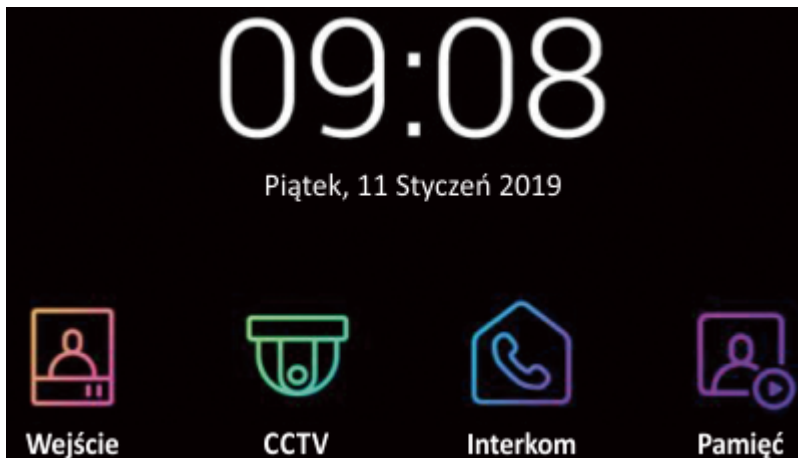 09:08
Piątek, 11 Styczeń 2019
Wejście CCTV Interkom Pamięć